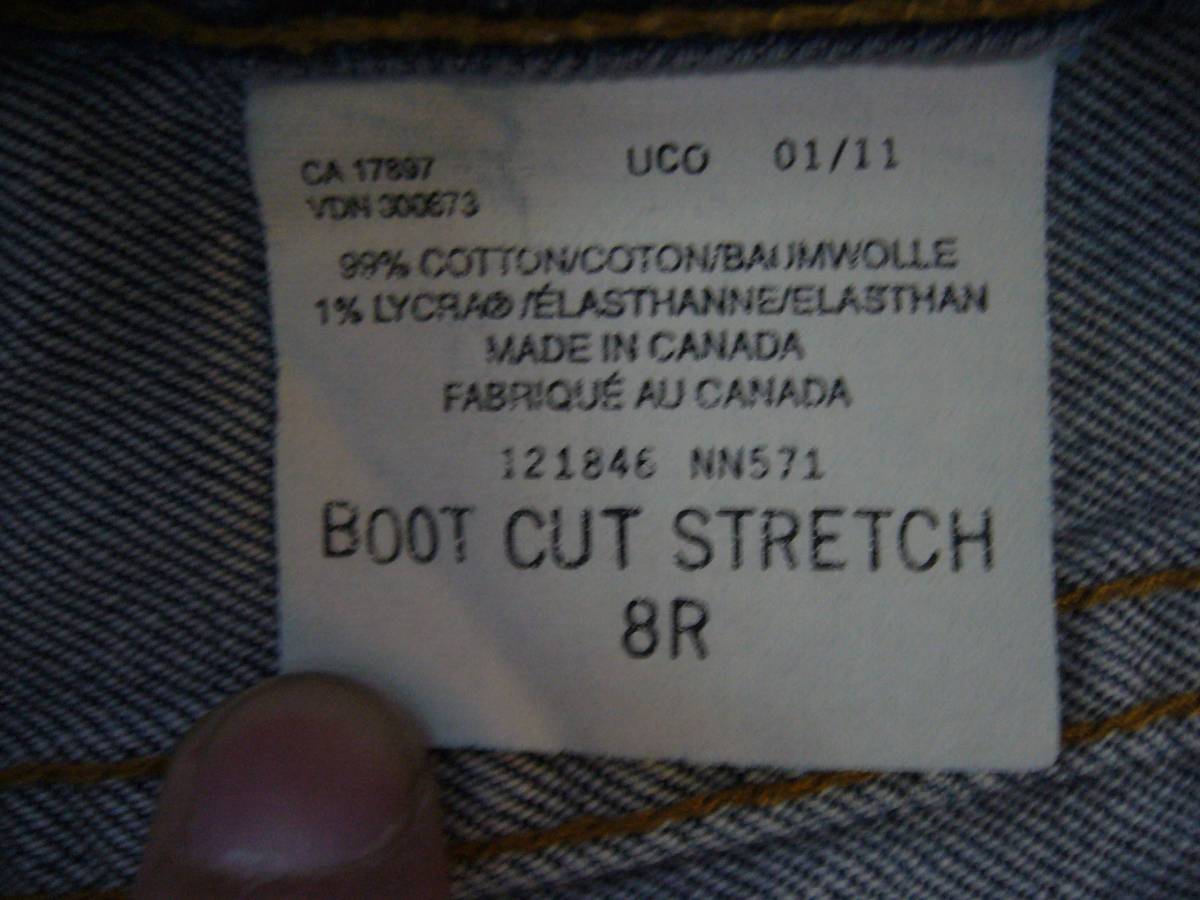 CA 17897 UCO 01/11
VDN 300673
99% COTTON/COTON/BAUMWOLLE
1% LYCRA® /ÉLASTHANNE/ELASTHAN
MADE IN CANADA
FABRIQUÉ AU CANADA
121846 NN571
BOOT CUT STRETCH
8R